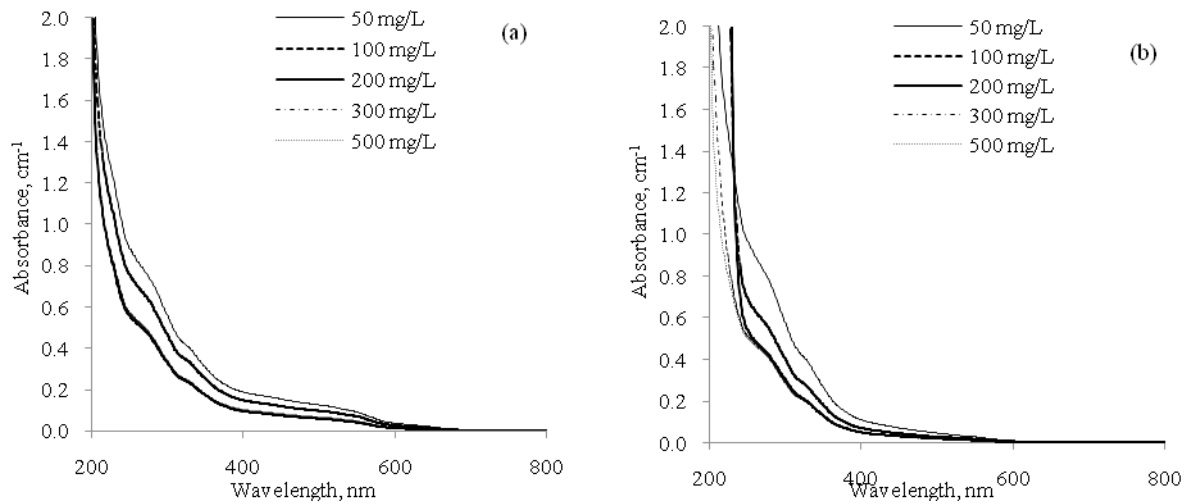 2.0
1.8
1.6
1.4
1.2
1.0
0.8
0.6
0.4
0.2
0.0
Absorbance, cm⁻¹
50 mg/L
100 mg/L
200 mg/L
300 mg/L
500 mg/L
(a)
200
400
600
800
Wavelength, nm
2.0
1.8
1.6
1.4
1.2
1.0
0.8
0.6
0.4
0.2
0.0
Absorbance, cm⁻¹
50 mg/L
100 mg/L
200 mg/L
300 mg/L
500 mg/L
(b)
200
400
600
800
Wavelength, nm